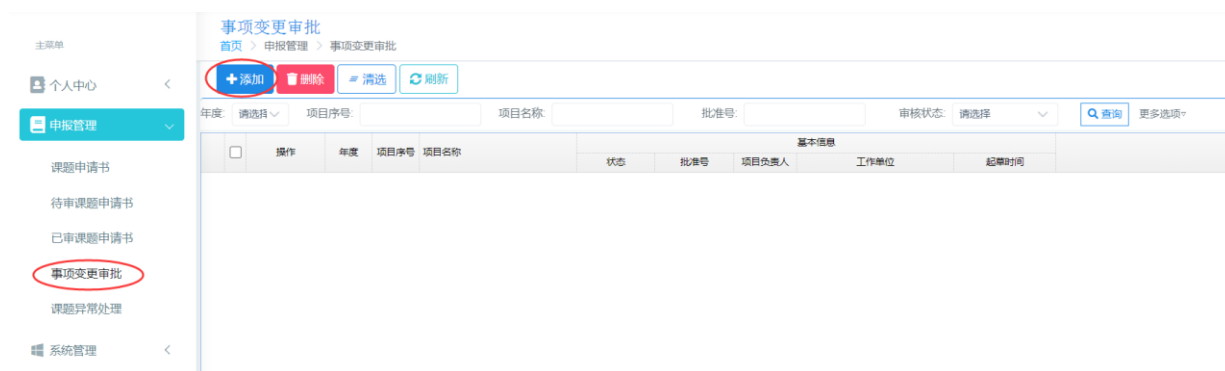 主菜单
个人中心
申报管理
课题申请书
待审课题申请书
已审课题申请书
事项变更审批
课题异常处理
系统管理
事项变更审批
首页 > 申报管理 > 事项变更审批
添加 删除 清选 刷新
年度: 请选择 项目序号: 项目名称: 批准号: 审核状态: 请选择 查询 更多选项
操作 年度 项目序号 项目名称 基本信息
状态 批准号 项目负责人 工作单位 起草时间